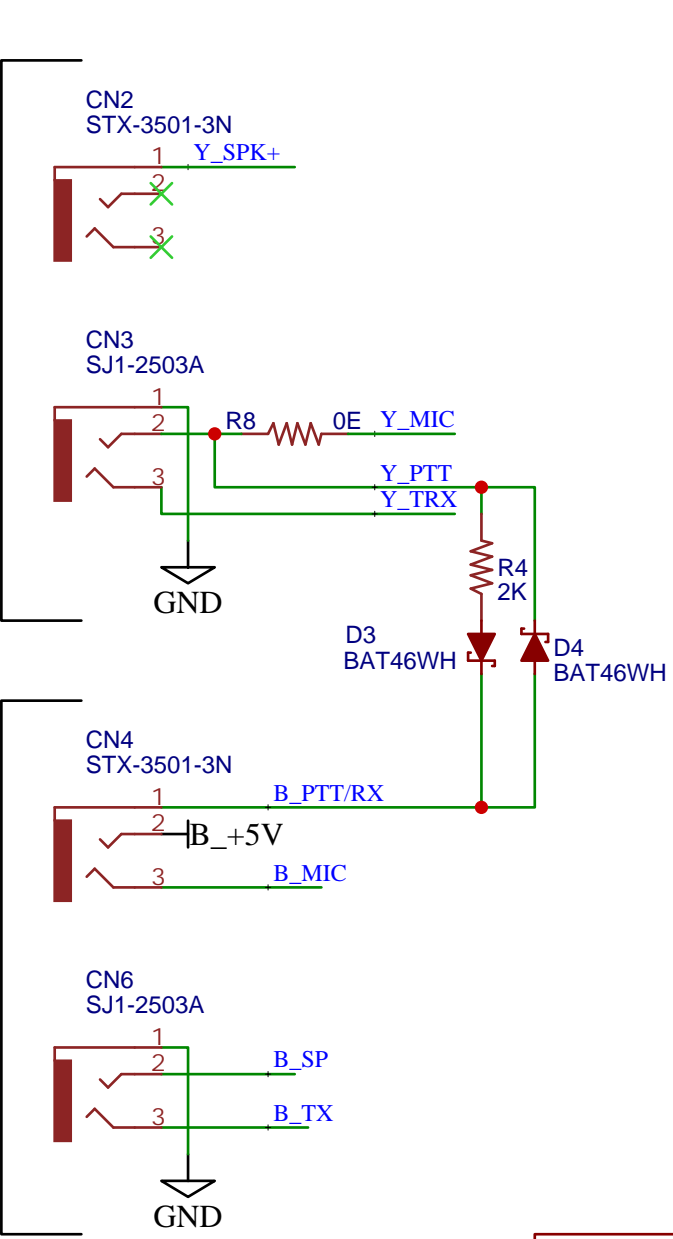 CN2
STX-3501-3N
1
Y_SPK+
2
3
CN3
SJ1-2503A
1
2
R8
0E
Y_MIC
3
Y_PTT
Y_TRX
R4
2K
GND
D3
BAT46WH
D4
BAT46WH
CN4
STX-3501-3N
1
B_PTT/RX
2
B_+5V
3
B_MIC
CN6
SJ1-2503A
1
2
B_SP
3
B_TX
GND